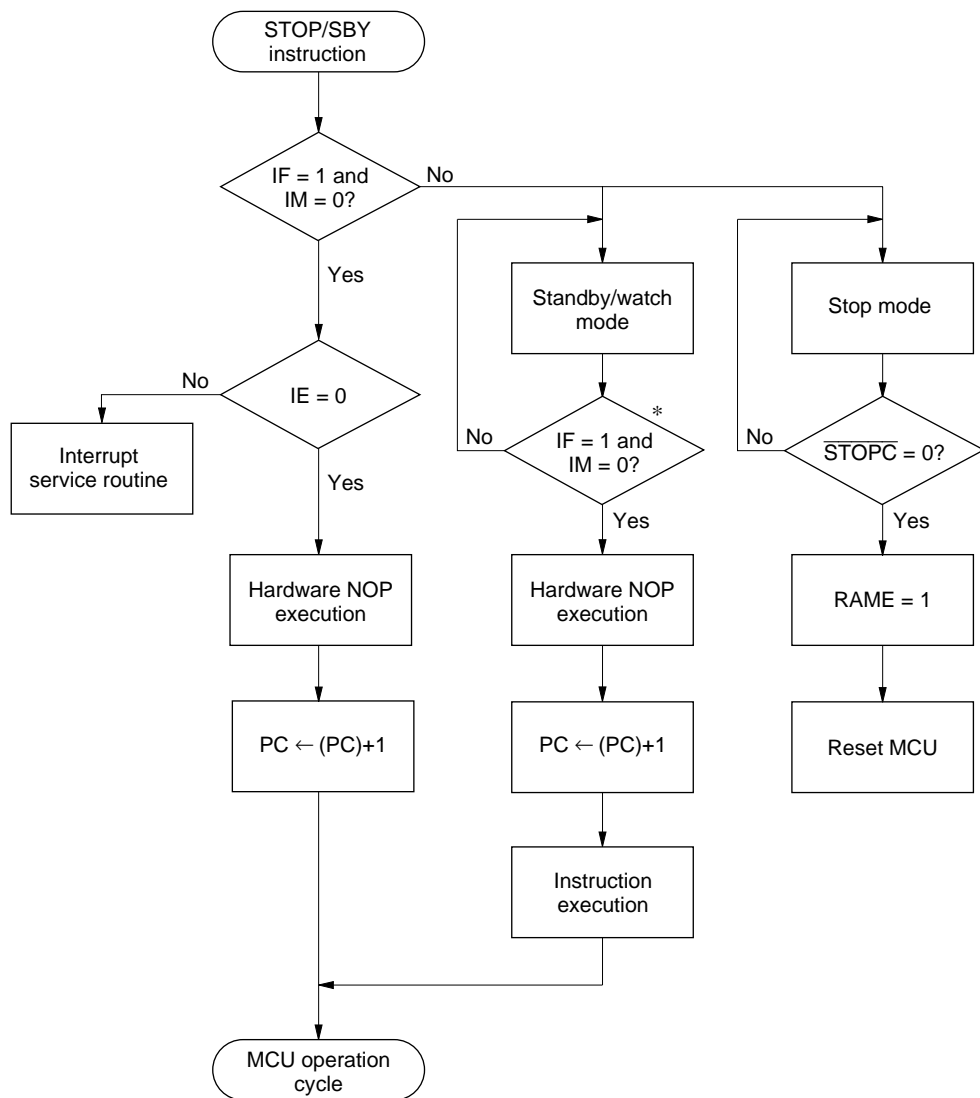 STOP/SBY
instruction
IF = 1 and
IM = 0?
No
Yes
Standby/watch
mode
Stop mode
No
IE = 0
*
No
IF = 1 and
IM = 0?
No
S̅T̅O̅P̅C̅ = 0?
Interrupt
service routine
Yes
Yes
Yes
Hardware NOP
execution
Hardware NOP
execution
RAME = 1
PC ← (PC)+1
PC ← (PC)+1
Reset MCU
Instruction
execution
MCU operation
cycle